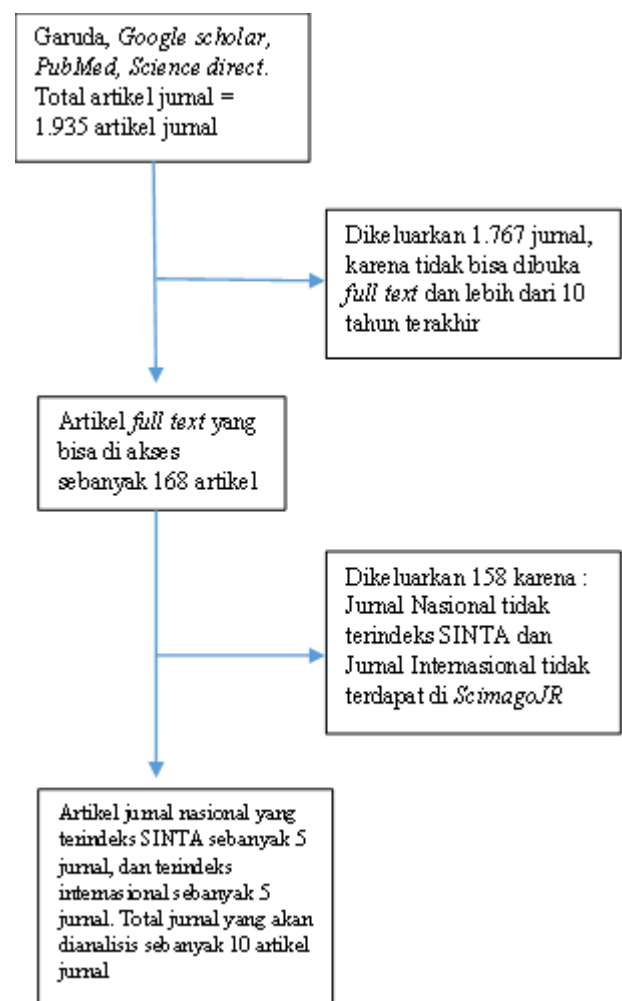 Garuda, Google scholar,
PubMed, Science direct.
Total artikel jurnal =
1.935 artikel jurnal
Dikeluarkan 1.767 jurnal,
karena tidak bisa dibuka
full text dan lebih dari 10
tahun terakhir
Artikel full text yang
bisa di akses
sebanyak 168 artikel
Dikeluarkan 158 karena :
Jurnal Nasional tidak
terindeks SINTA dan
Jurnal Internasional tidak
terdapat di ScimagoJR
Artikel jurnal nasional yang
terindeks SINTA sebanyak 5
jurnal, dan terindeks
internasional sebanyak 5
jurnal. Total jurnal yang akan
dianalisis sebanyak 10 artikel
jurnal